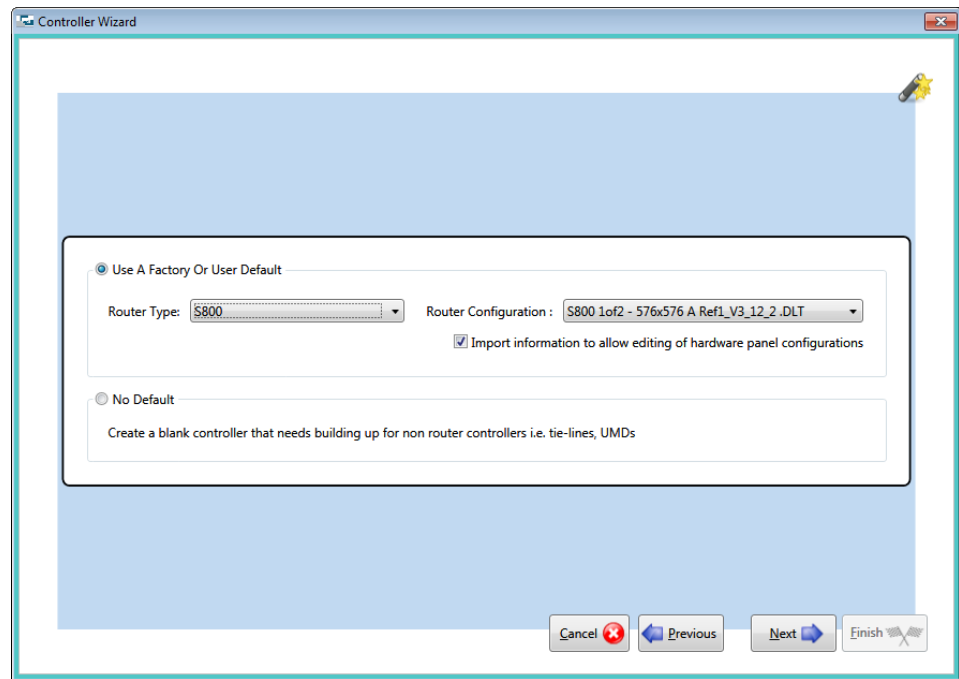 Controller Wizard
Use A Factory Or User Default
Router Type: S800 Router Configuration : S800 1of2 - 576x576 A Ref1_V3_12_2 .DLT
Import information to allow editing of hardware panel configurations
No Default
Create a blank controller that needs building up for non router controllers i.e. tie-lines, UMDs
Cancel Previous Next Finish